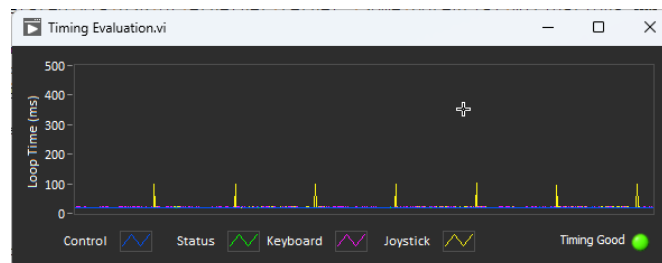 Timing Evaluation.vi
Loop Time (ms)
500
400
300
200
100
0
Control Status Keyboard Joystick Timing Good